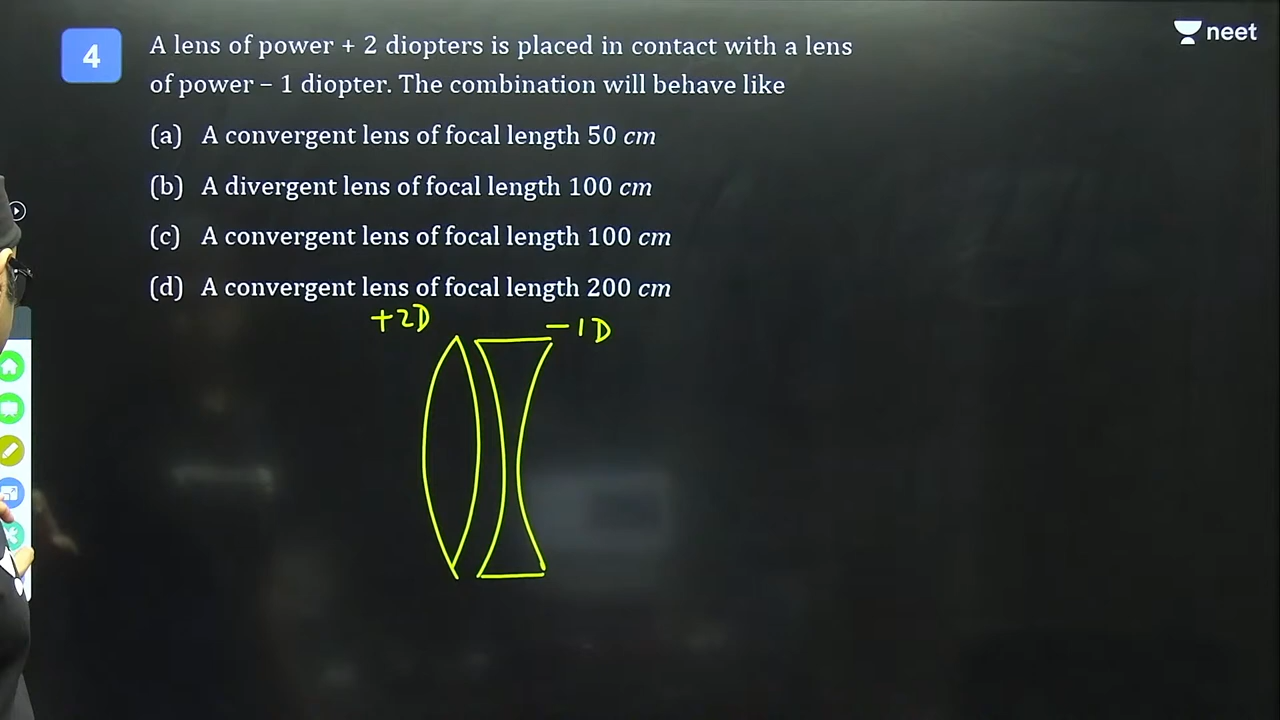 4
A lens of power + 2 diopters is placed in contact with a lens
of power – 1 diopter. The combination will behave like
(a) A convergent lens of focal length 50 cm
(b) A divergent lens of focal length 100 cm
(c) A convergent lens of focal length 100 cm
(d) A convergent lens of focal length 200 cm
+2D
–1D
neet